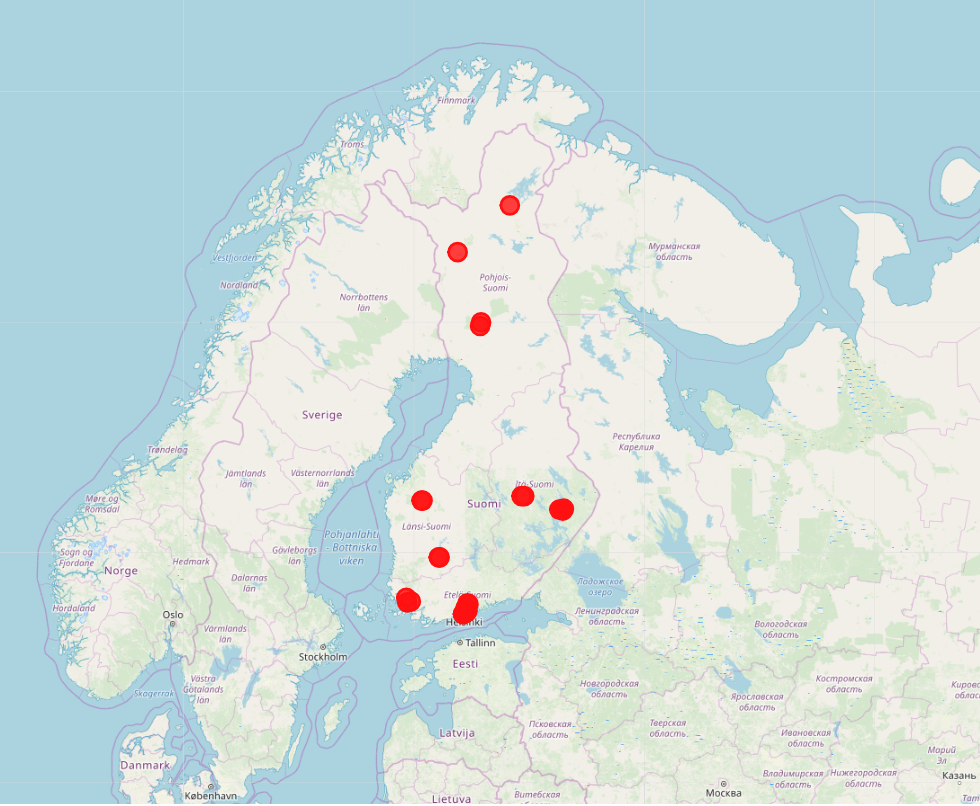 Finnmark
Troms
Vestfjorden
Nordland
Мурманская
область
Pohjois-
Suomi
Norrbottens
län
Sverige
Республика
Карелия
Trøndelag
Jämtlands
län
Västernorrlands
län
Itä-Suomi
Møre og
Romsdal
Suomi
Länsi-Suomi
Pohjanlahti
- Bottniska
viken
Sogn og
Fjordane
Norge
Hedmark
Gävleborgs
län
Dalarnas
län
Ладожское
озеро
Hordaland
Oslo
Värmlands
län
Helsinki
Ленинградская
область
Вологодская
область
Stockholm
Tallinn
Eesti
Västra
Götalands
län
Skagerrak
Новгородская
область
Костромская
область
Ярославская
область
Псковская
область
Тверская
область
Ивановская
область
Latvija
Danmark
Марий
Эл
Казань
Владимирская
область
Нижегородская
область
København
Москва
Lietuva
Витебская